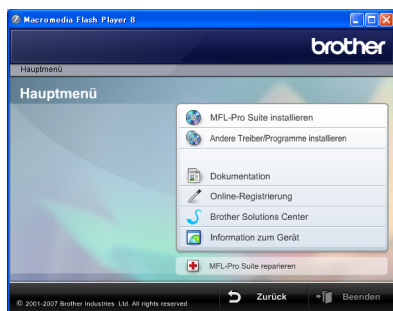 Macromedia Flash Player 8
brother
Hauptmenü
Hauptmenü
MFL-Pro Suite installieren
Andere Treiber/Programme installieren
Dokumentation
Online-Registrierung
Brother Solutions Center
Information zum Gerät
MFL-Pro Suite reparieren
© 2001-2007 Brother Industries Ltd. All rights reserved
Zurück
Beenden